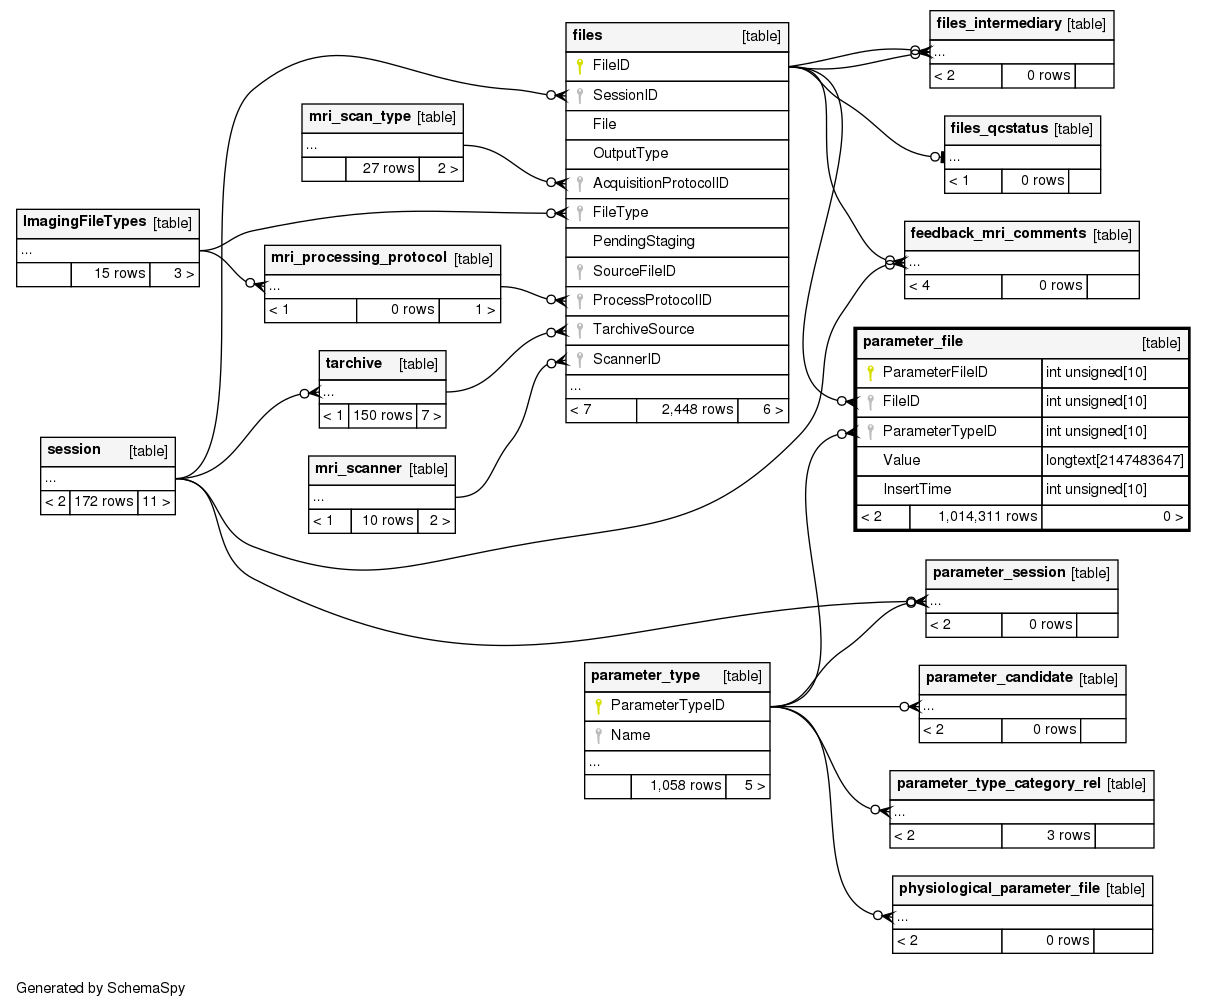 files [table]
FileID
SessionID
File
OutputType
AcquisitionProtocolID
FileType
PendingStaging
SourceFileID
ProcessProtocolID
TarchiveSource
ScannerID
...
< 7 2,448 rows 6 >
files_intermediary [table]
...
< 2 0 rows
files_qcstatus [table]
...
< 1 0 rows
mri_scan_type [table]
...
27 rows 2 >
ImagingFileTypes [table]
...
15 rows 3 >
mri_processing_protocol [table]
...
< 1 0 rows 1 >
feedback_mri_comments [table]
...
< 4 0 rows
tarchive [table]
...
< 1 150 rows 7 >
session [table]
...
< 2 172 rows 11 >
mri_scanner [table]
...
< 1 10 rows 2 >
parameter_file [table]
ParameterFileID int unsigned[10]
FileID int unsigned[10]
ParameterTypeID int unsigned[10]
Value longtext[2147483647]
InsertTime int unsigned[10]
< 2 1,014,311 rows 0 >
parameter_session [table]
...
< 2 0 rows
parameter_type [table]
ParameterTypeID
Name
...
1,058 rows 5 >
parameter_candidate [table]
...
< 2 0 rows
parameter_type_category_rel [table]
...
< 2 3 rows
physiological_parameter_file [table]
...
< 2 0 rows
Generated by SchemaSpy